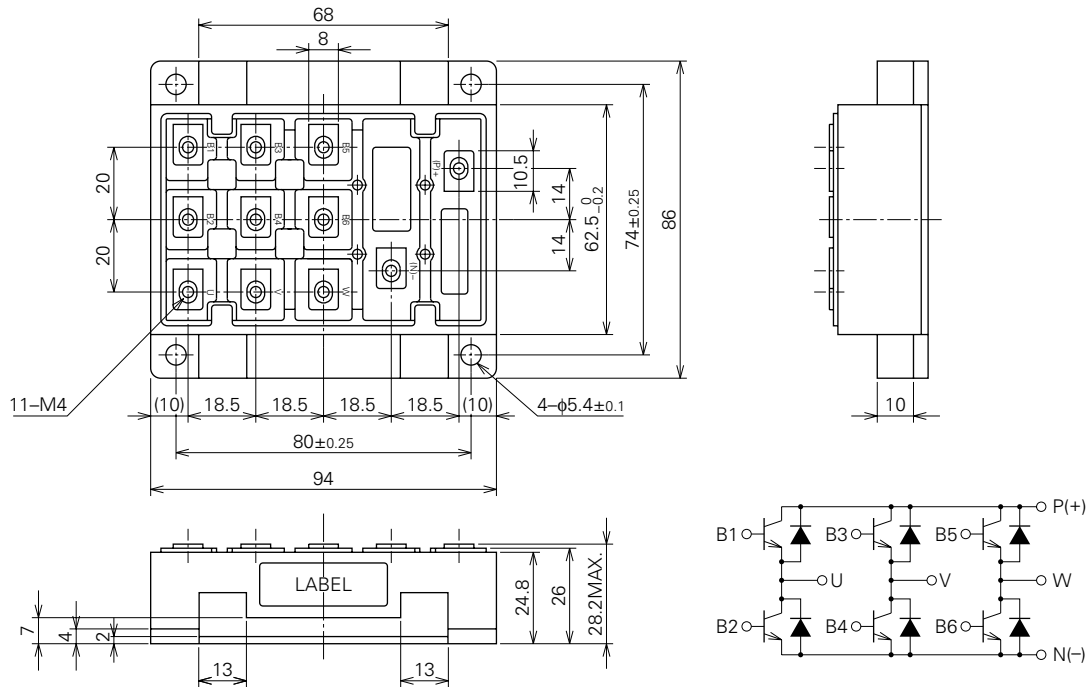 68
8
B1
B3
B5
(P)+
B2
B4
B6
(N)−
U
V
W
20
20
10.5
14
14
62.5 0 −0.2
74±0.25
86
11–M4
(10)
18.5
18.5
18.5
18.5
(10)
4–ϕ5.4±0.1
80±0.25
94
10
LABEL
7
4
2
13
13
24.8
26
28.2MAX.
P(+)
B1
B3
B5
U
V
W
B2
B4
B6
N(−)